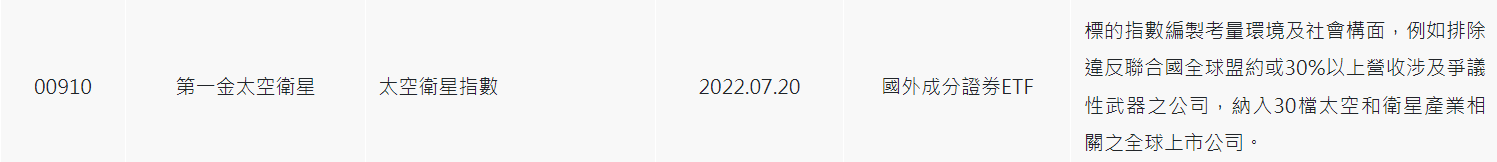 00910
第一金太空衛星
太空衛星指數
2022.07.20
國外成分證券ETF
標的指數編製考量環境及社會構面，例如排除
違反聯合國全球盟約或30%以上營收涉及爭議
性武器之公司，納入30檔太空和衛星產業相
關之全球上市公司。